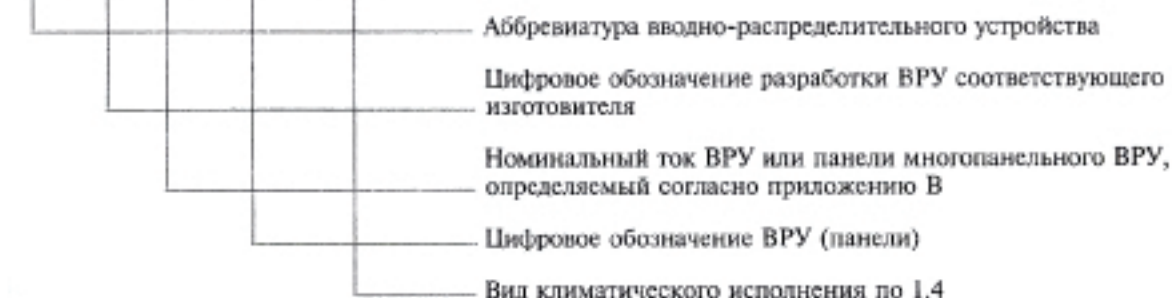 Аббревиатура вводно-распределительного устройства
Цифровое обозначение разработки ВРУ соответствующего
изготовителя
Номинальный ток ВРУ или панели многопанельного ВРУ,
определяемый согласно приложению В
Цифровое обозначение ВРУ (панели)
Вид климатического исполнения по 1.4